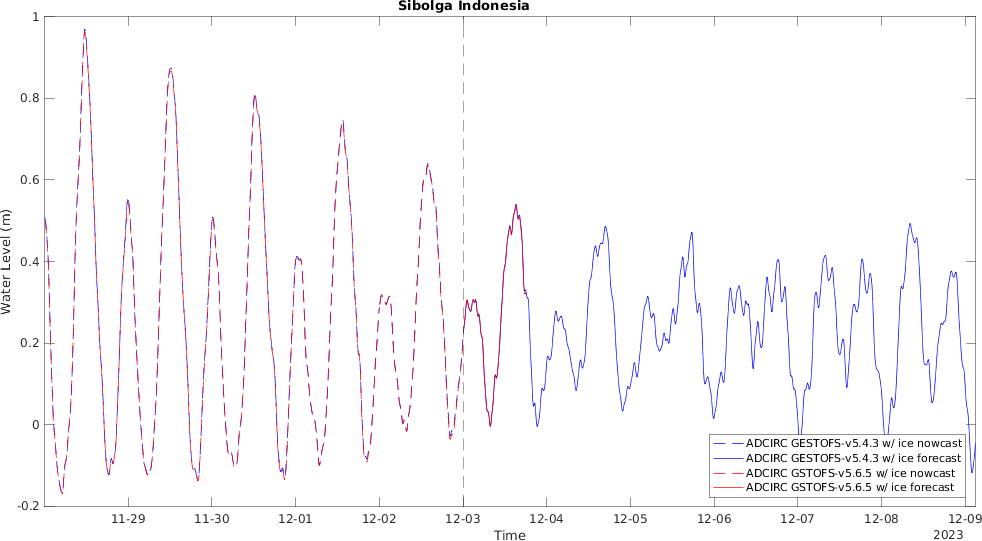 Sibolga Indonesia
1
0.8
0.6
0.4
0.2
0
-0.2
Water Level (m)
11-29 11-30 12-01 12-02 12-03 12-04 12-05 12-06 12-07 12-08 12-09
2023
Time
ADCIRC GESTOFS-v5.4.3 w/ ice nowcast
ADCIRC GESTOFS-v5.4.3 w/ ice forecast
ADCIRC GSTOFS-v5.6.5 w/ ice nowcast
ADCIRC GSTOFS-v5.6.5 w/ ice forecast